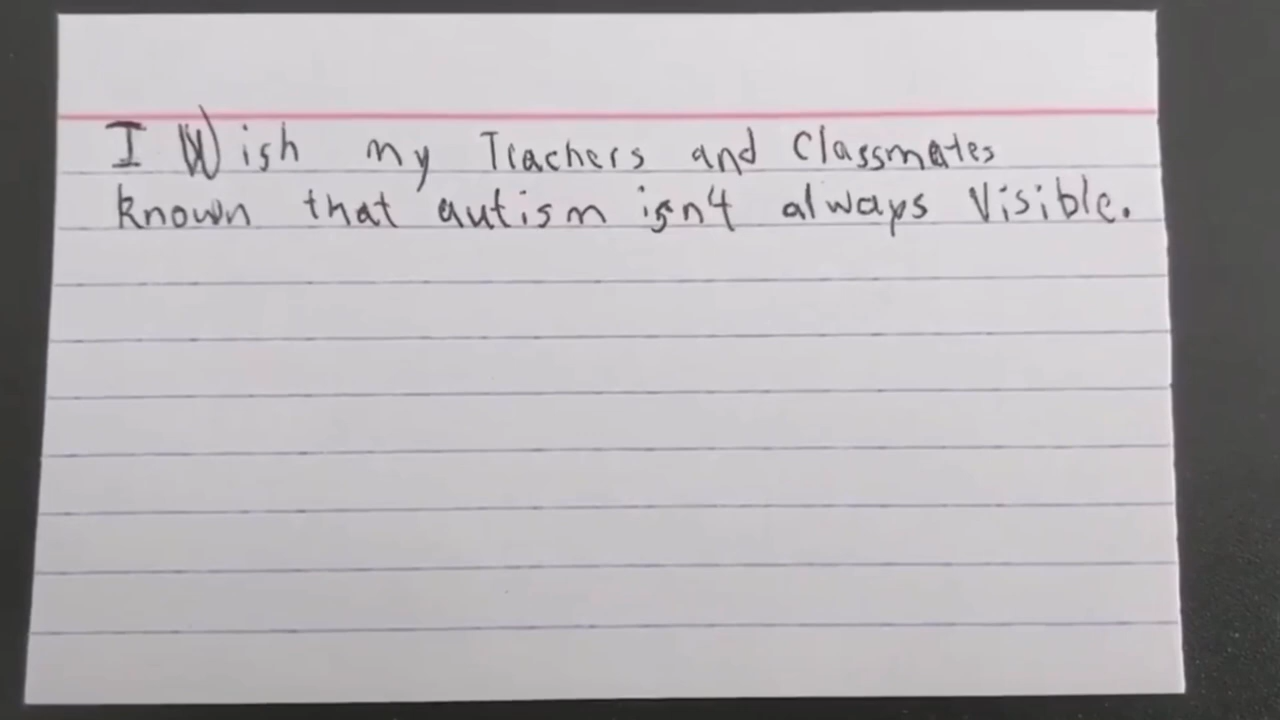 I Wish my Teachers and Classmates
known that autism isn't always Visible.